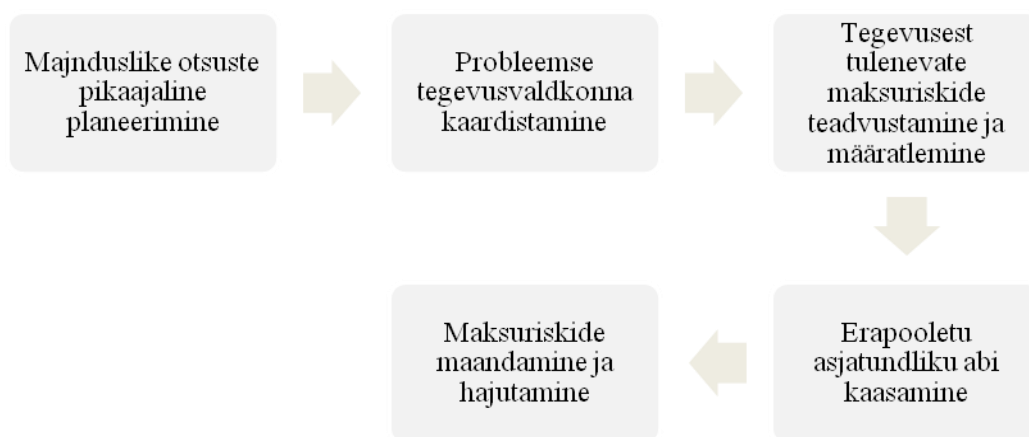 Majnduslike otsuste
pikaajaline
planeerimine
Probleemse
tegevusvaldkonna
kaardistamine
Tegevusest
tulenevate
maksuriskide
teadvustamine ja
määratlemine
Erapooletu
asjatundliku abi
kaasamine
Maksuriskide
maandamine ja
hajutamine